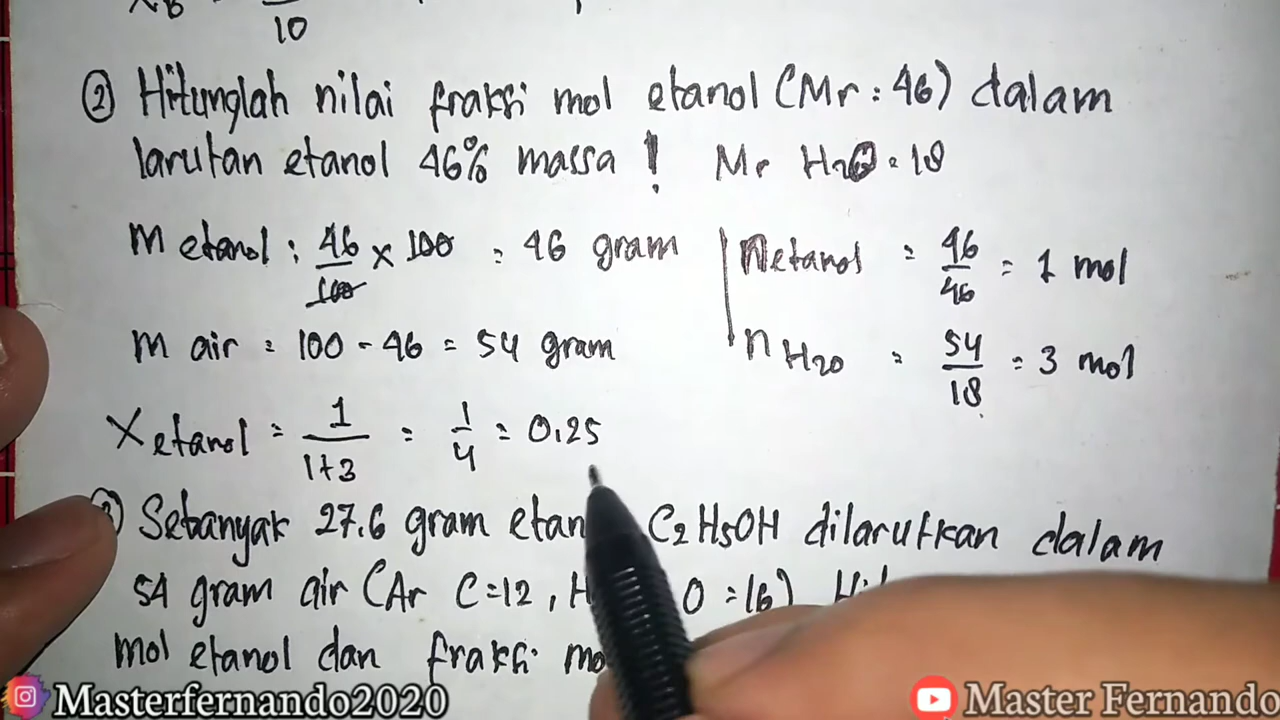 10
② Hitunglah nilai fraksi mol etanol (Mr : 46) dalam
larutan etanol 46% massa ! Mr H2O = 18
m etanol : 46/100 x 100 = 46 gram
n etanol = 46/46 = 1 mol
m air = 100 - 46 = 54 gram
n H2O = 54/18 = 3 mol
X etanol = 1/1+3 = 1/4 = 0.25
Sebanyak 27.6 gram C2H5OH dilarutkan dalam
54 gram air (Ar C=12, H O =16)
mol etanol dan fraksi
Masterfernando2020
Master Fernando